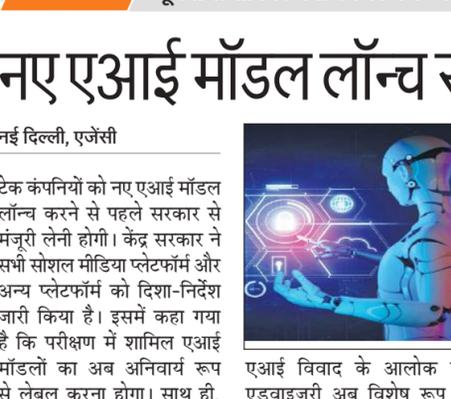 नए एआई मॉडल लॉन्च
नई दिल्ली, एजेंसी
टेक कंपनियों को नए एआई मॉडल
लॉन्च करने से पहले सरकार से
मंजूरी लेनी होगी। केंद्र सरकार ने
सभी सोशल मीडिया प्लेटफॉर्म और
अन्य प्लेटफॉर्म को दिशा-निर्देश
जारी किया है। इसमें कहा गया
है कि परीक्षण में शामिल एआई
मॉडलों का अब अनिवार्य रूप
से लेबल करना होगा। साथ ही,
एआई विवाद के आलोक
एडवाइजरी अब विशेष रूप